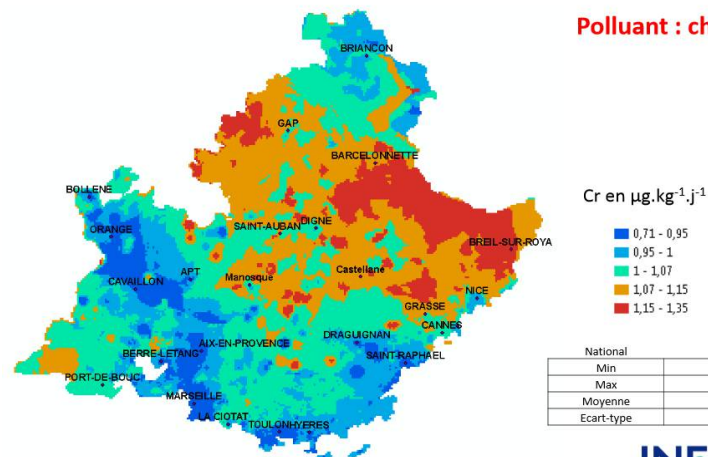 Polluant : ch
BRIANCON
GAP
BARCELONNETTE
BOLLENE
Cr en µg.kg⁻¹.j⁻¹
ORANGE
SAINT-AUBAN
DIGNE
0,71 - 0,95
BREIL-SUR-ROYA
0,95 - 1
APT
Castellane
1 - 1,07
CAVAILLON
Manosque
1,07 - 1,15
NICE
1,15 - 1,35
GRASSE
CANNES
DRAGUIGNAN
AIX-EN-PROVENCE
National
BERRE-L'ETANG
SAINT-RAPHAEL
Min
PORT-DE-BOUC
Max
MARSEILLE
Moyenne
LA CIOTAT
Ecart-type
TOULON
HYERES